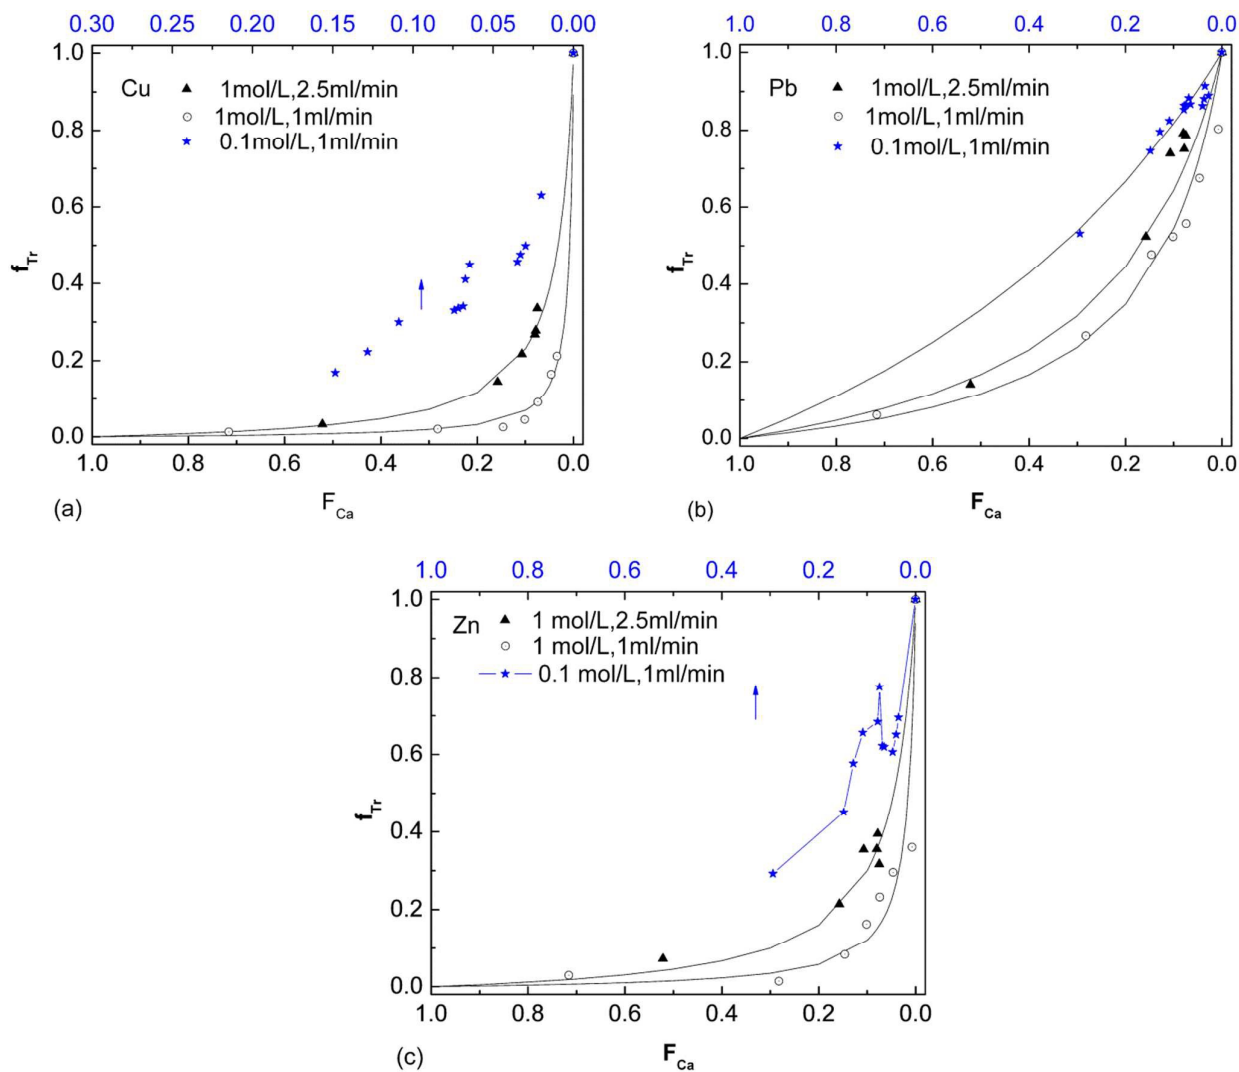 0.30 0.25 0.20 0.15 0.10 0.05 0.00
1.0
0.8
0.6
0.4
0.2
0.0
f_Tr
Cu
1mol/L,2.5ml/min
1mol/L,1ml/min
0.1mol/L,1ml/min
1.0 0.8 0.6 0.4 0.2 0.0
(a)
F_Ca
1.0 0.8 0.6 0.4 0.2 0.0
1.0
0.8
0.6
0.4
0.2
0.0
f_Tr
Pb
1mol/L,2.5ml/min
1mol/L,1ml/min
0.1mol/L,1ml/min
1.0 0.8 0.6 0.4 0.2 0.0
(b)
F_Ca
1.0 0.8 0.6 0.4 0.2 0.0
1.0
0.8
0.6
0.4
0.2
0.0
f_Tr
Zn
1 mol/L,2.5ml/min
1 mol/L,1ml/min
0.1 mol/L,1ml/min
1.0 0.8 0.6 0.4 0.2 0.0
(c)
F_Ca